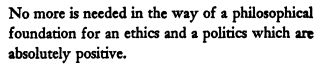 No more is needed in the way of a philosophical
foundation for an ethics and a politics which are
absolutely positive.